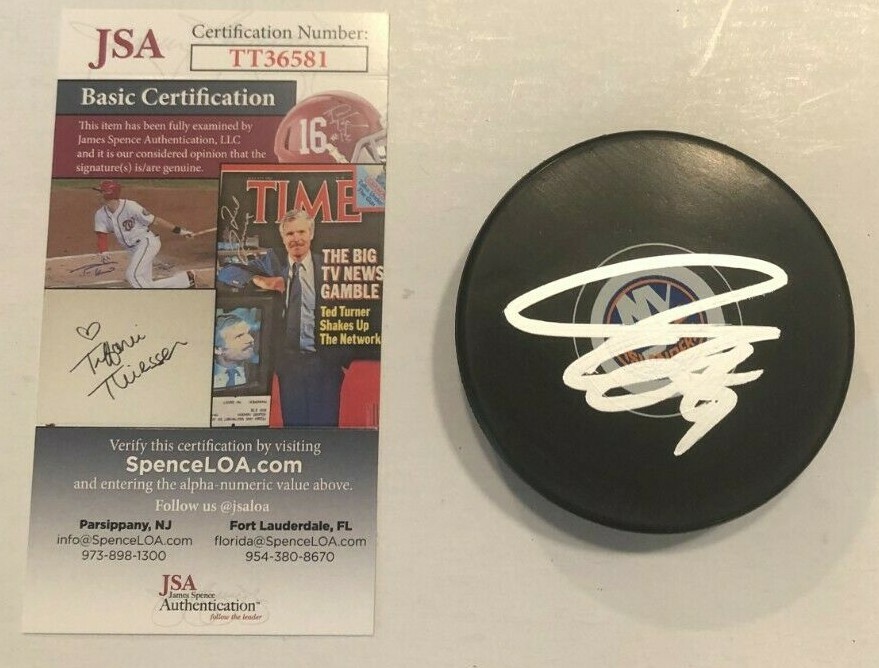 JSA
Certification Number:
TT36581
Basic Certification
This item has been fully examined by
James Spence Authentication, LLC
and it is our considered opinion that the
signature(s) is/are genuine.
16
TIME
THE BIG
TV NEWS
GAMBLE
Ted Turner
Shakes Up
The Network
Tiffani
Thiessen
Verify this certification by visiting
SpenceLOA.com
and entering the alpha-numeric value above.
Follow us @jsaloa
Parsippany, NJ
info@SpenceLOA.com
973-898-1300
Fort Lauderdale, FL
florida@SpenceLOA.com
954-380-8670
JSA
James Spence
Authentication™
follow the leader
NY